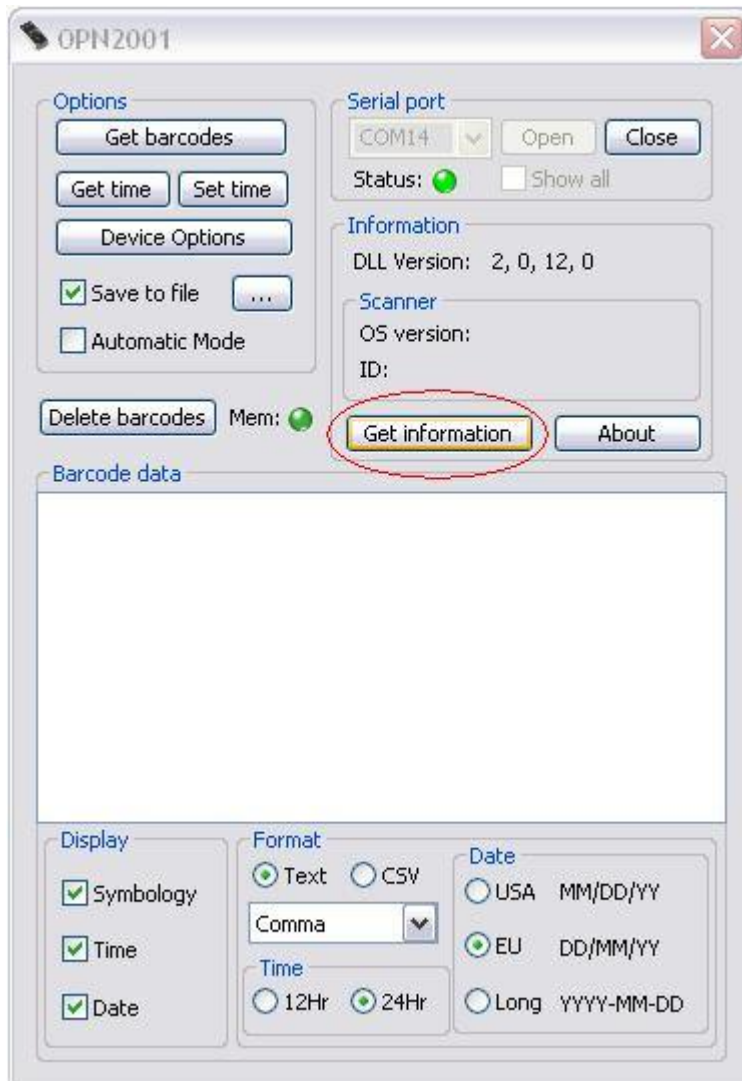 OPN2001
Options
Get barcodes
Get time Set time
Device Options
Save to file ...
Automatic Mode
Delete barcodes Mem:
Serial port
COM14 Open Close
Status: Show all
Information
DLL Version: 2, 0, 12, 0
Scanner
OS version:
ID:
Get information About
Barcode data
Display
Symbology
Time
Date
Format
Text CSV
Comma
Time
12Hr 24Hr
Date
USA MM/DD/YY
EU DD/MM/YY
Long YYYY-MM-DD